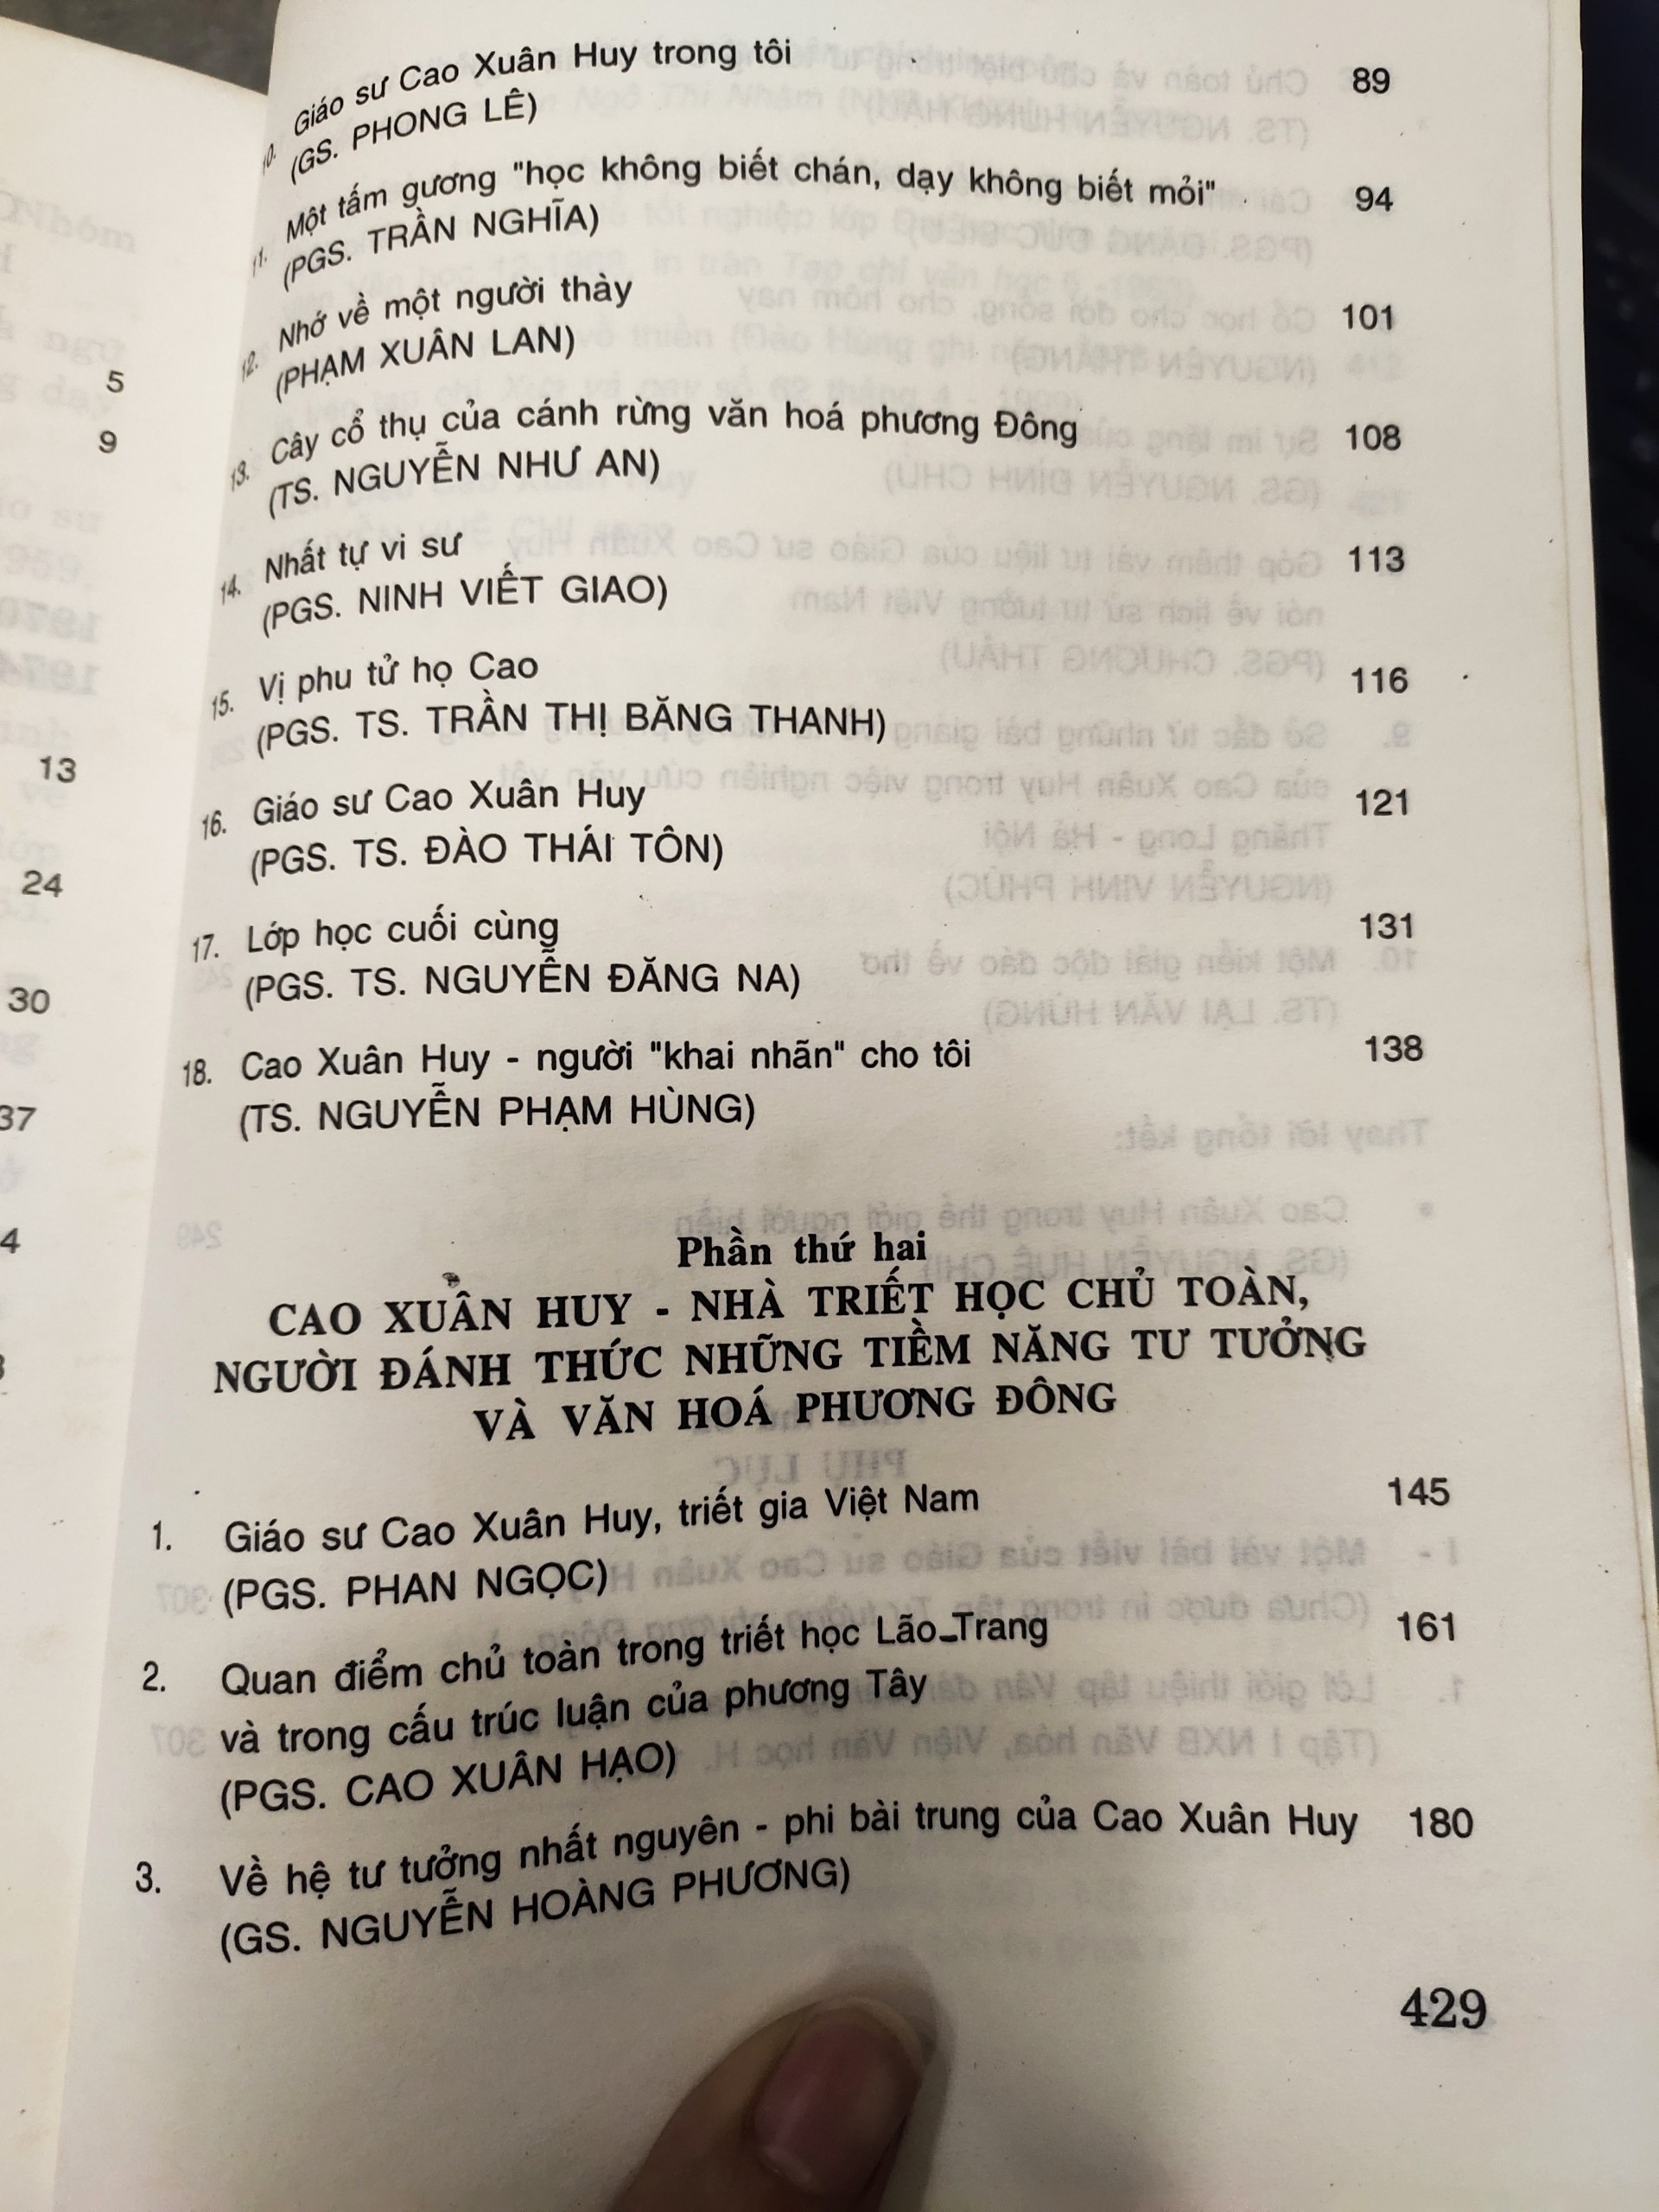 5
9
13
24
30
37
10. Giáo sư Cao Xuân Huy trong tôi 89
(GS. PHONG LÊ)
11. Một tấm gương "học không biết chán, dạy không biết mỏi" 94
(PGS. TRẦN NGHĨA)
12. Nhớ về một người thày 101
(PHẠM XUÂN LAN)
13. Cây cổ thụ của cánh rừng văn hoá phương Đông 108
(TS. NGUYỄN NHƯ AN)
14. Nhất tự vi sư 113
(PGS. NINH VIẾT GIAO)
15. Vị phu tử họ Cao 116
(PGS. TS. TRẦN THỊ BĂNG THANH)
16. Giáo sư Cao Xuân Huy 121
(PGS. TS. ĐÀO THÁI TÔN)
17. Lớp học cuối cùng 131
(PGS. TS. NGUYỄN ĐĂNG NA)
18. Cao Xuân Huy - người "khai nhãn" cho tôi 138
(TS. NGUYỄN PHẠM HÙNG)
Phần thứ hai
CAO XUÂN HUY - NHÀ TRIẾT HỌC CHỦ TOÀN,
NGƯỜI ĐÁNH THỨC NHỮNG TIỀM NĂNG TƯ TƯỞNG
VÀ VĂN HOÁ PHƯƠNG ĐÔNG
1. Giáo sư Cao Xuân Huy, triết gia Việt Nam 145
(PGS. PHAN NGỌC)
2. Quan điểm chủ toàn trong triết học Lão-Trang 161
và trong cấu trúc luận của phương Tây
(PGS. CAO XUÂN HẠO)
3. Về hệ tư tưởng nhất nguyên - phi bài trung của Cao Xuân Huy 180
(GS. NGUYỄN HOÀNG PHƯƠNG)
429